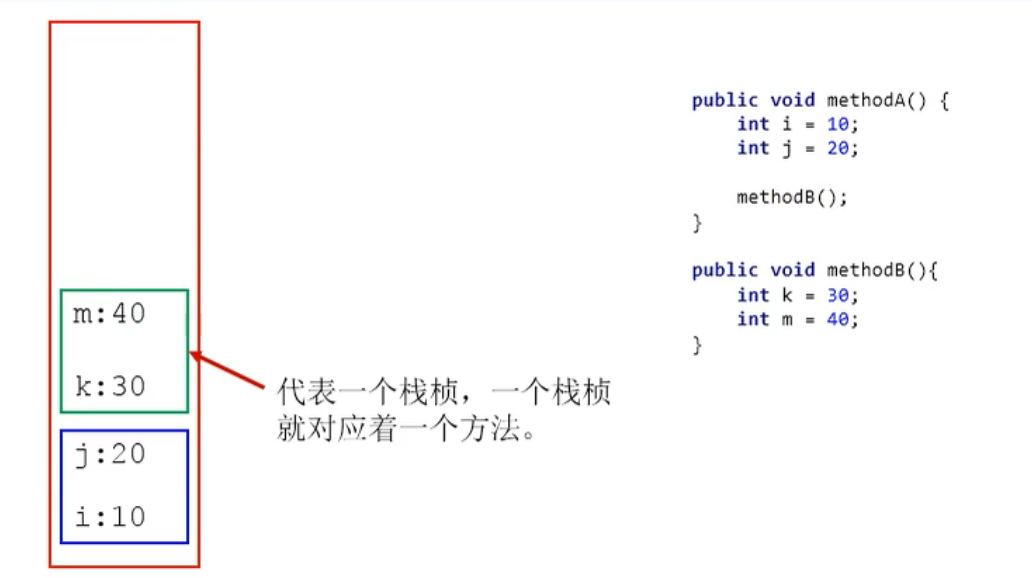 m:40
k:30
j:20
i:10
代表一个栈桢，一个栈桢
就对应着一个方法。
public void methodA() {
    int i = 10;
    int j = 20;
    methodB();
}
public void methodB(){
    int k = 30;
    int m = 40;
}